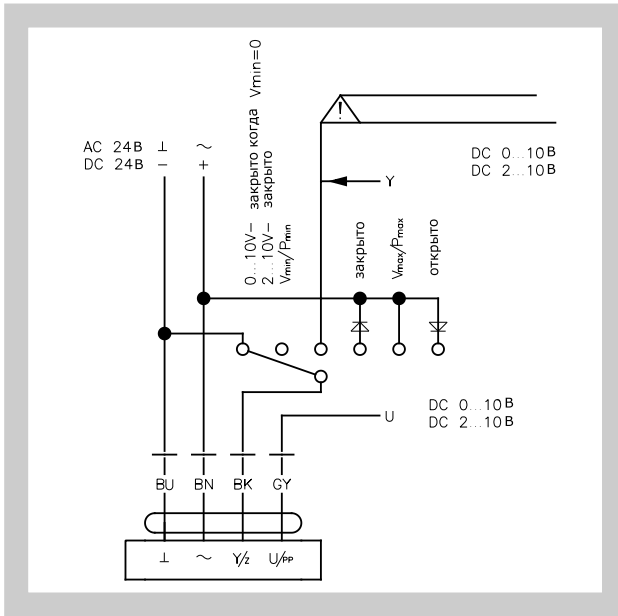 AC 24В ⊥ ~
DC 24В − +
0...10V− закрыто когда Vmin=0
2...10V− закрыто
Vmin/Pmin
!
DC 0...10В
DC 2...10В
Y
закрыто
Vmax/Pmax
открыто
U
DC 0...10В
DC 2...10В
BU BN BK GY
⊥ ~ Y/Z U/PP